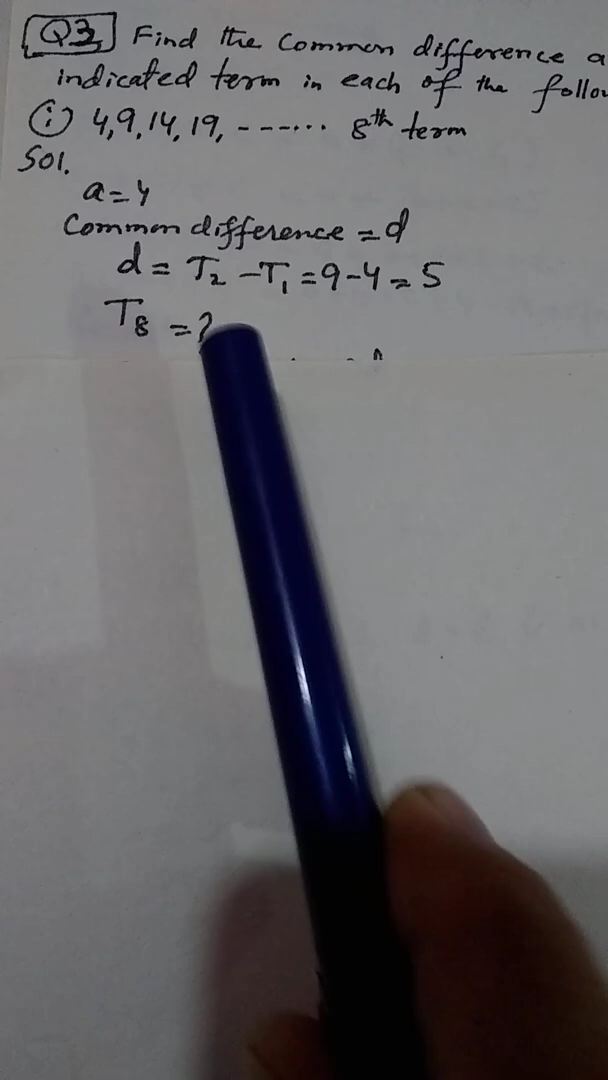 Q3. Find the Common difference a
indicated term in each of the follo
(i) 4, 9, 14, 19, ------ 8th term
Sol.
a = 4
Common difference = d
d = T₂ - T₁ = 9 - 4 = 5
T₈ = ?